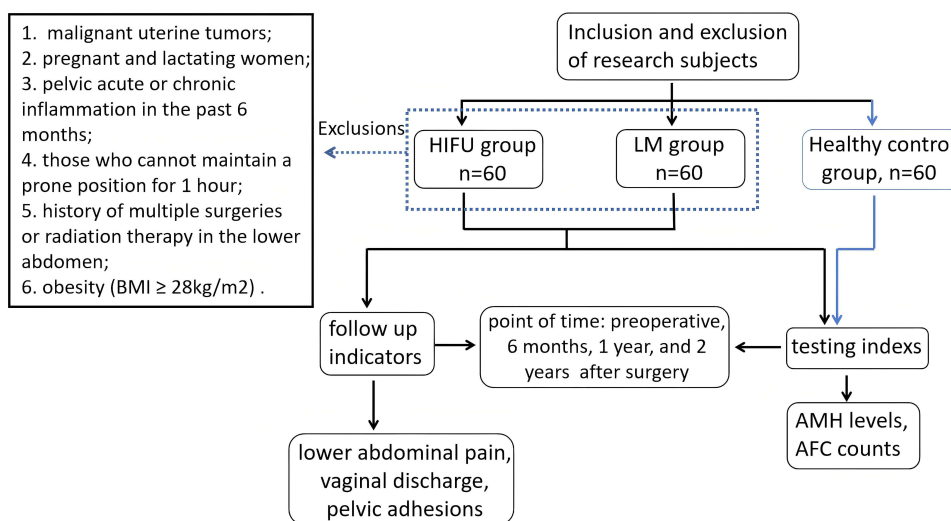 1. malignant uterine tumors;
2. pregnant and lactating women;
3. pelvic acute or chronic
inflammation in the past 6
months;
4. those who cannot maintain a
prone position for 1 hour;
5. history of multiple surgeries
or radiation therapy in the lower
abdomen;
6. obesity (BMI ≥ 28kg/m2) .
Inclusion and exclusion
of research subjects
Exclusions
HIFU group
n=60
LM group
n=60
Healthy contro
group, n=60
follow up
indicators
point of time: preoperative,
6 months, 1 year, and 2
years after surgery
testing indexs
lower abdominal pain,
vaginal discharge,
pelvic adhesions
AMH levels,
AFC counts